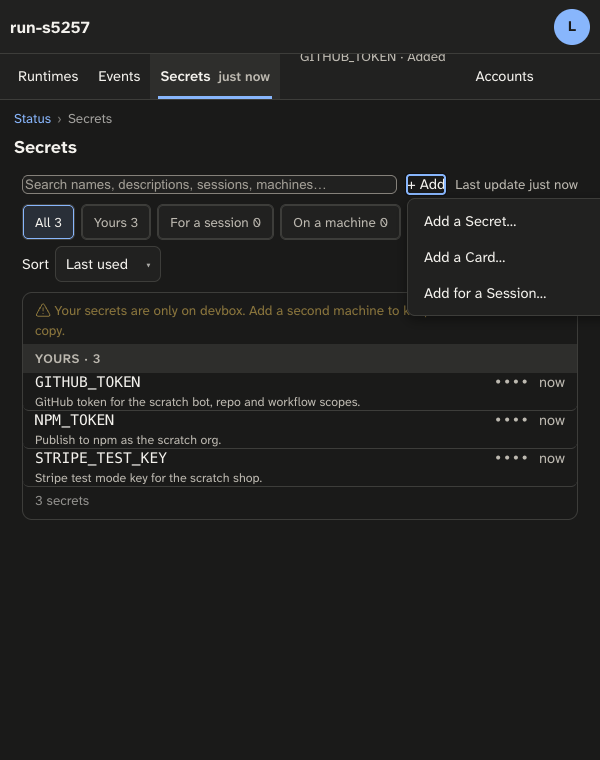 run-s5257
L
GITHUB_TOKEN · Added
Runtimes Events Secrets just now Accounts
Status › Secrets
Secrets
Search names, descriptions, sessions, machines…
+ Add Last update just now
All 3 Yours 3 For a session 0 On a machine 0
Add a Secret…
Add a Card…
Add for a Session…
Sort Last used
Your secrets are only on devbox. Add a second machine to
copy.
YOURS · 3
GITHUB_TOKEN •••• now
GitHub token for the scratch bot, repo and workflow scopes.
NPM_TOKEN •••• now
Publish to npm as the scratch org.
STRIPE_TEST_KEY •••• now
Stripe test mode key for the scratch shop.
3 secrets